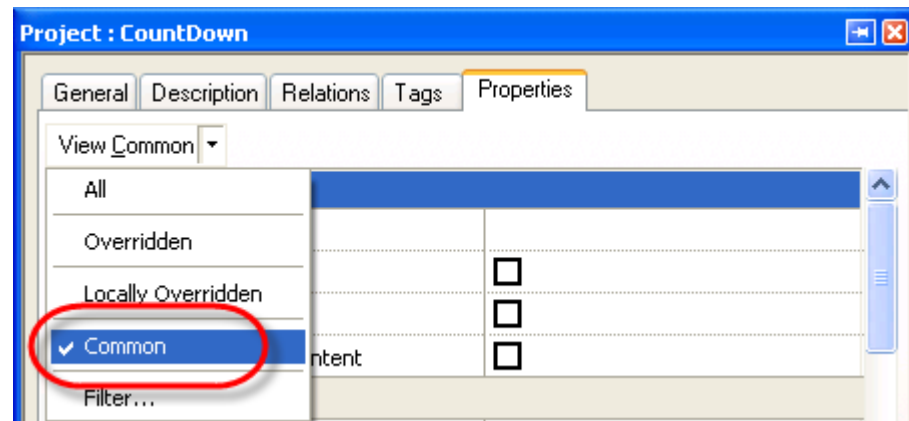 Project : CountDown
General Description Relations Tags Properties
View Common
All
Overridden
Locally Overridden
Common
ntent
Filter...